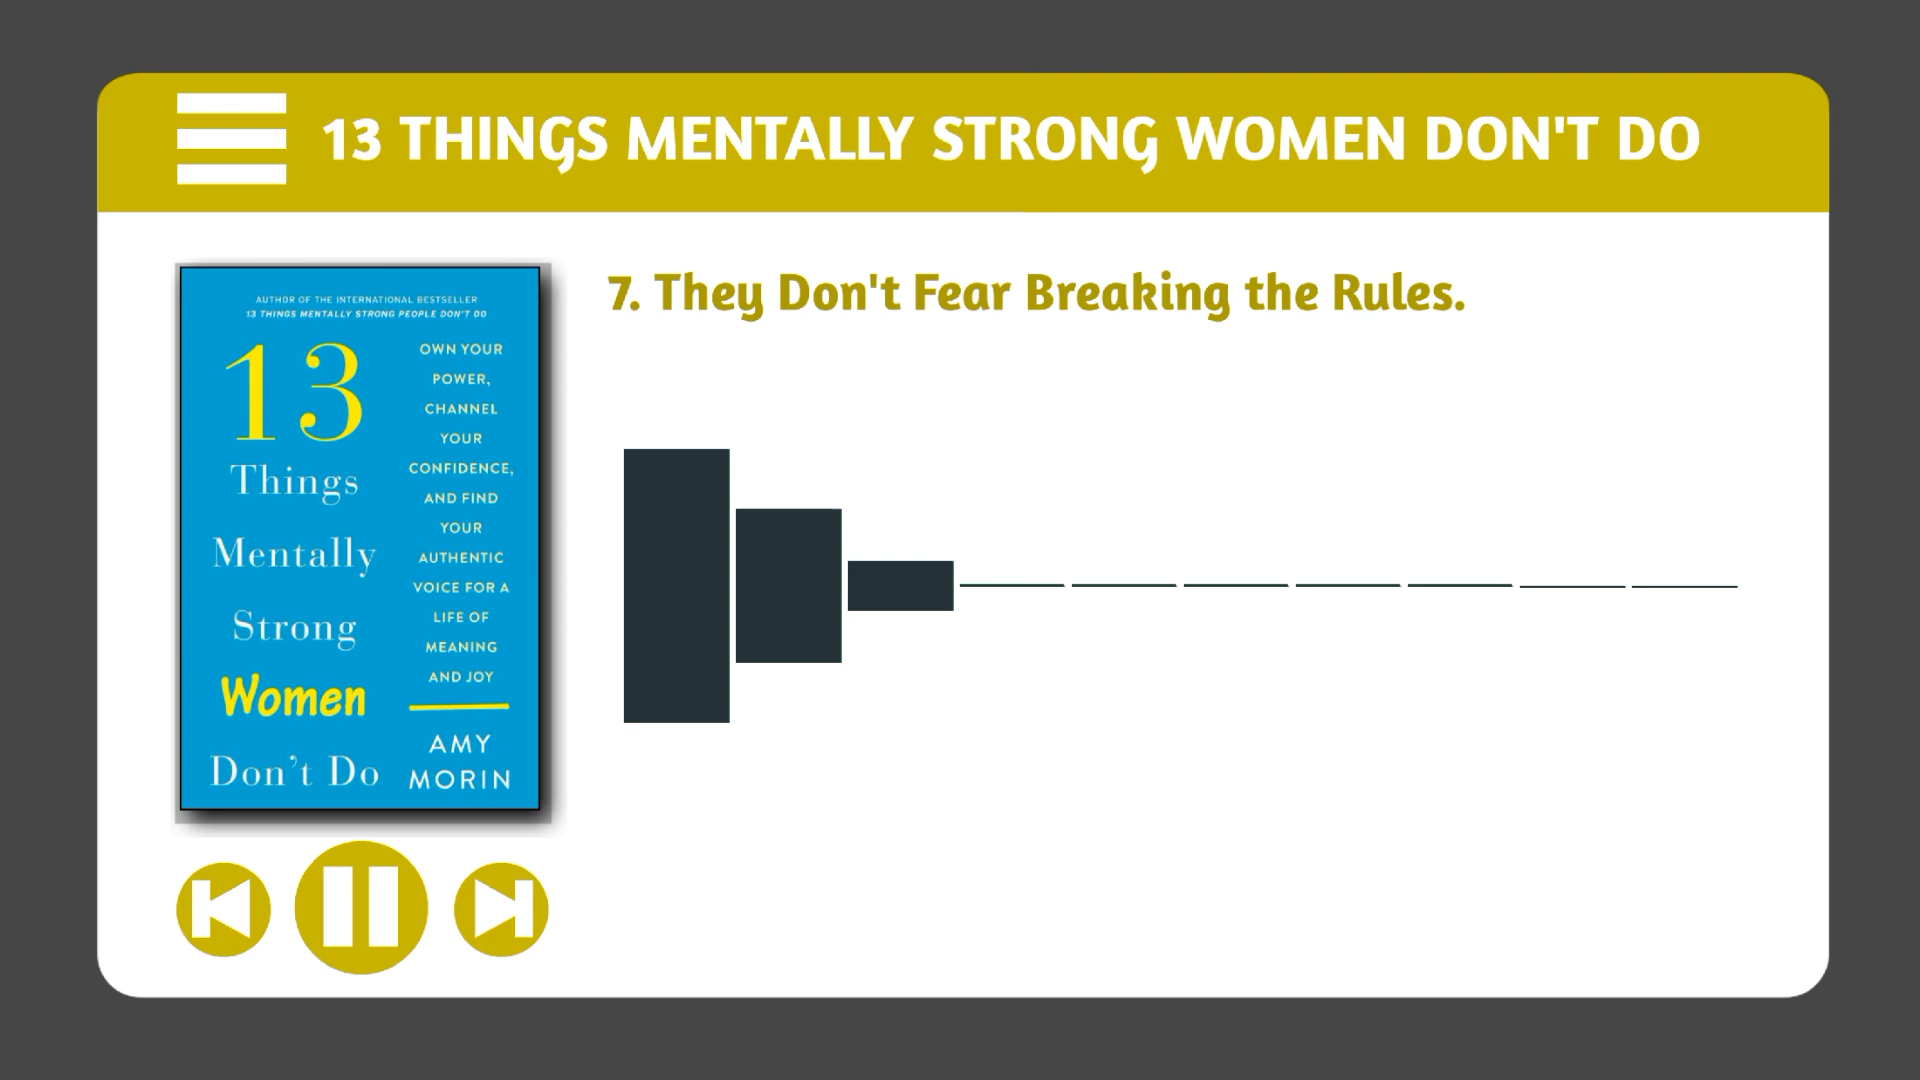 13 THINGS MENTALLY STRONG WOMEN DON'T DO
7. They Don't Fear Breaking the Rules.
AUTHOR OF THE INTERNATIONAL BESTSELLER
13 THINGS MENTALLY STRONG PEOPLE DON'T DO
13
Things
Mentally
Strong
Women
Don't Do
OWN YOUR
POWER,
CHANNEL
YOUR
CONFIDENCE,
AND FIND
YOUR
AUTHENTIC
VOICE FOR A
LIFE OF
MEANING
AND JOY
AMY
MORIN